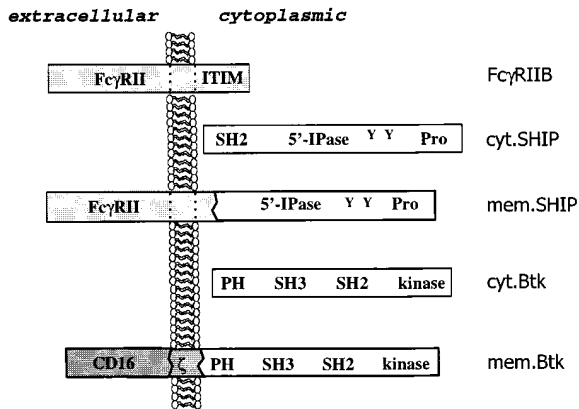 extracellular cytoplasmic
FcγRII ITIM FcγRIIB
SH2 5'-IPase Y Y Pro cyt.SHIP
FcγRII 5'-IPase Y Y Pro mem.SHIP
PH SH3 SH2 kinase cyt.Btk
CD16 ζ PH SH3 SH2 kinase mem.Btk